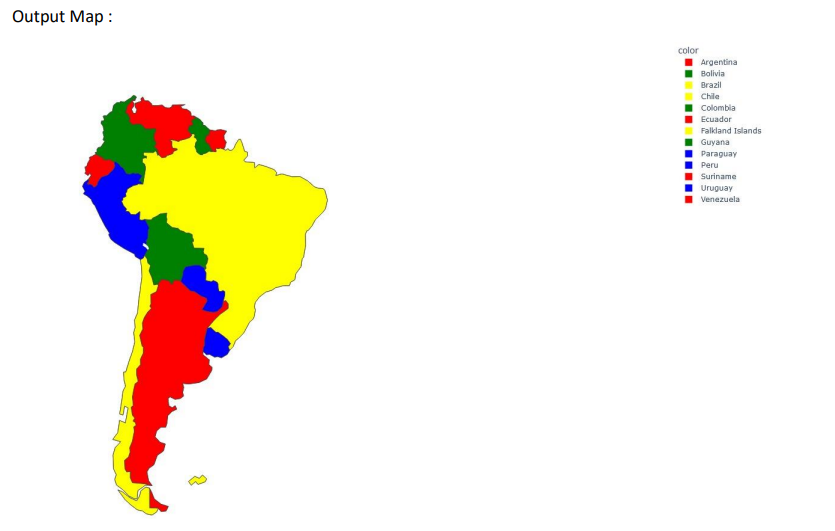 Output Map :
color
Argentina
Bolivia
Brazil
Chile
Colombia
Ecuador
Falkland Islands
Guyana
Paraguay
Peru
Suriname
Uruguay
Venezuela